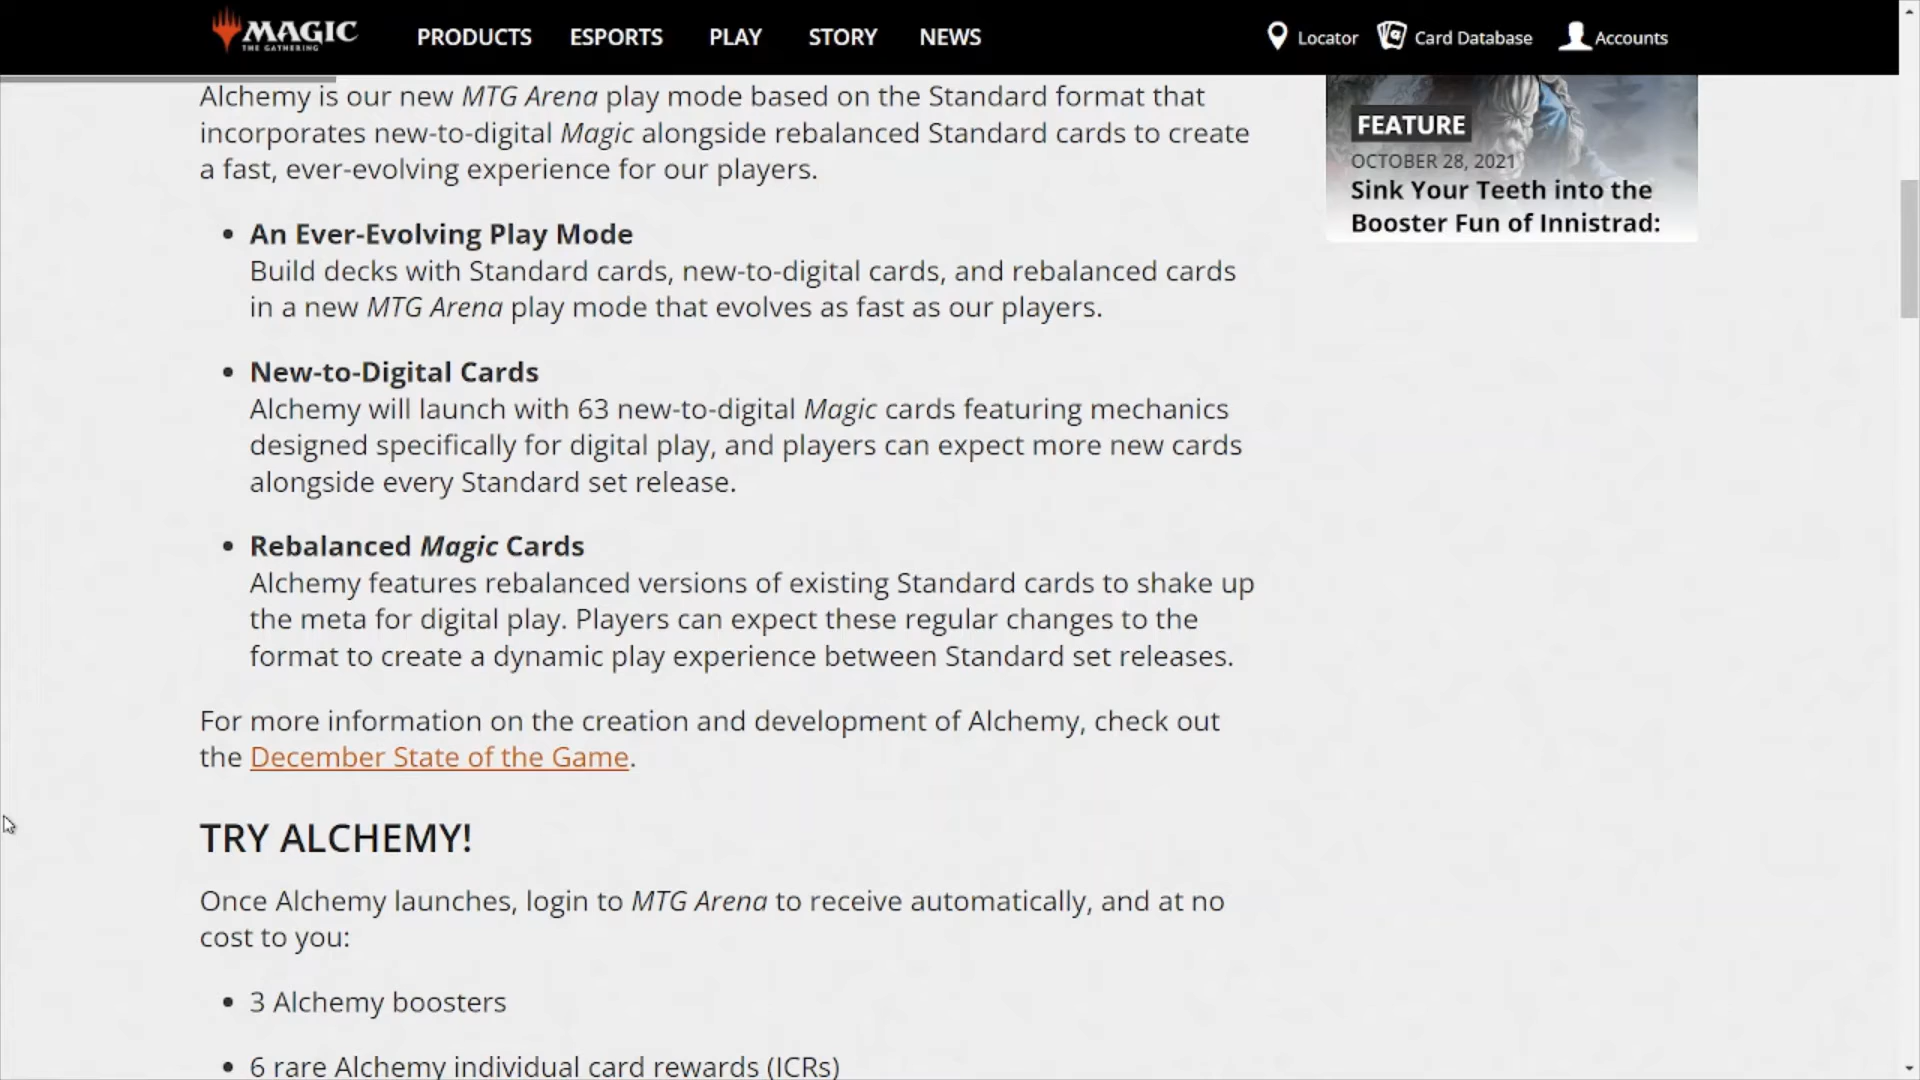 MAGIC
THE GATHERING
PRODUCTS
ESPORTS
PLAY
STORY
NEWS
Locator
Card Database
Accounts
Alchemy is our new MTG Arena play mode based on the Standard format that
incorporates new-to-digital Magic alongside rebalanced Standard cards to create
a fast, ever-evolving experience for our players.
• An Ever-Evolving Play Mode
Build decks with Standard cards, new-to-digital cards, and rebalanced cards
in a new MTG Arena play mode that evolves as fast as our players.
• New-to-Digital Cards
Alchemy will launch with 63 new-to-digital Magic cards featuring mechanics
designed specifically for digital play, and players can expect more new cards
alongside every Standard set release.
• Rebalanced Magic Cards
Alchemy features rebalanced versions of existing Standard cards to shake up
the meta for digital play. Players can expect these regular changes to the
format to create a dynamic play experience between Standard set releases.
For more information on the creation and development of Alchemy, check out
the December State of the Game.
TRY ALCHEMY!
Once Alchemy launches, login to MTG Arena to receive automatically, and at no
cost to you:
• 3 Alchemy boosters
• 6 rare Alchemy individual card rewards (ICRs)
FEATURE
OCTOBER 28, 2021
Sink Your Teeth into the
Booster Fun of Innistrad: